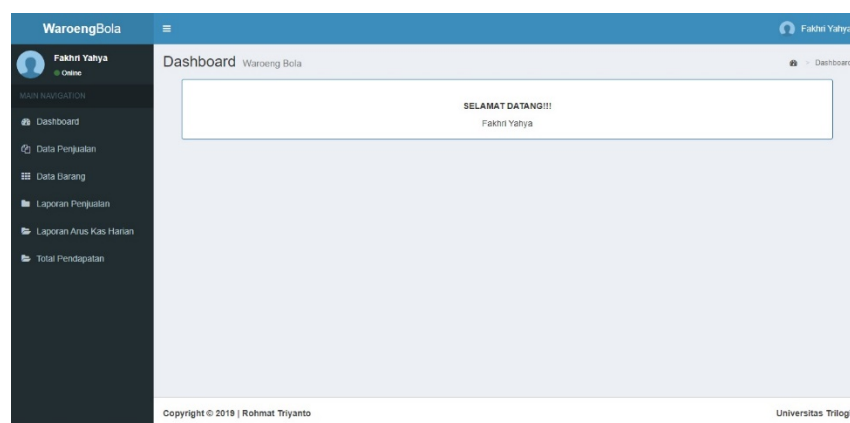 WaroengBola
Fakhri Yahya
Fakhri Yahya
Online
MAIN NAVIGATION
Dashboard
Data Penjualan
Data Barang
Laporan Penjualan
Laporan Arus Kas Harian
Total Pendapatan
Dashboard Waroeng Bola
> Dashboard
SELAMAT DATANG!!!
Fakhri Yahya
Copyright © 2019 | Rohmat Triyanto
Universitas Trilogi